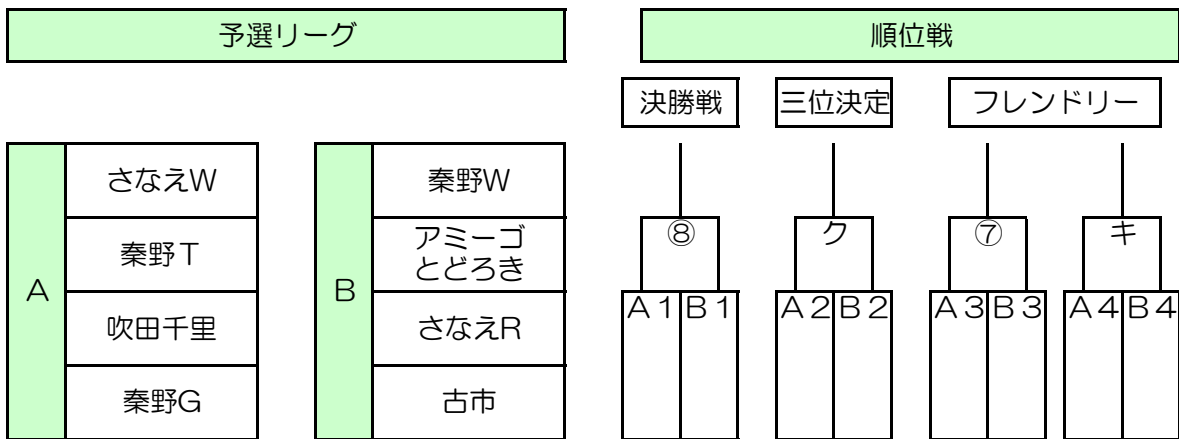 予選リーグ
順位戦
決勝戦
三位決定
フレンドリー
A
さなえW
秦野T
吹田千里
秦野G
B
秦野W
アミーゴ
とどろき
さなえR
古市
⑧
ク
⑦
キ
A1 B1
A2 B2
A3 B3
A4 B4